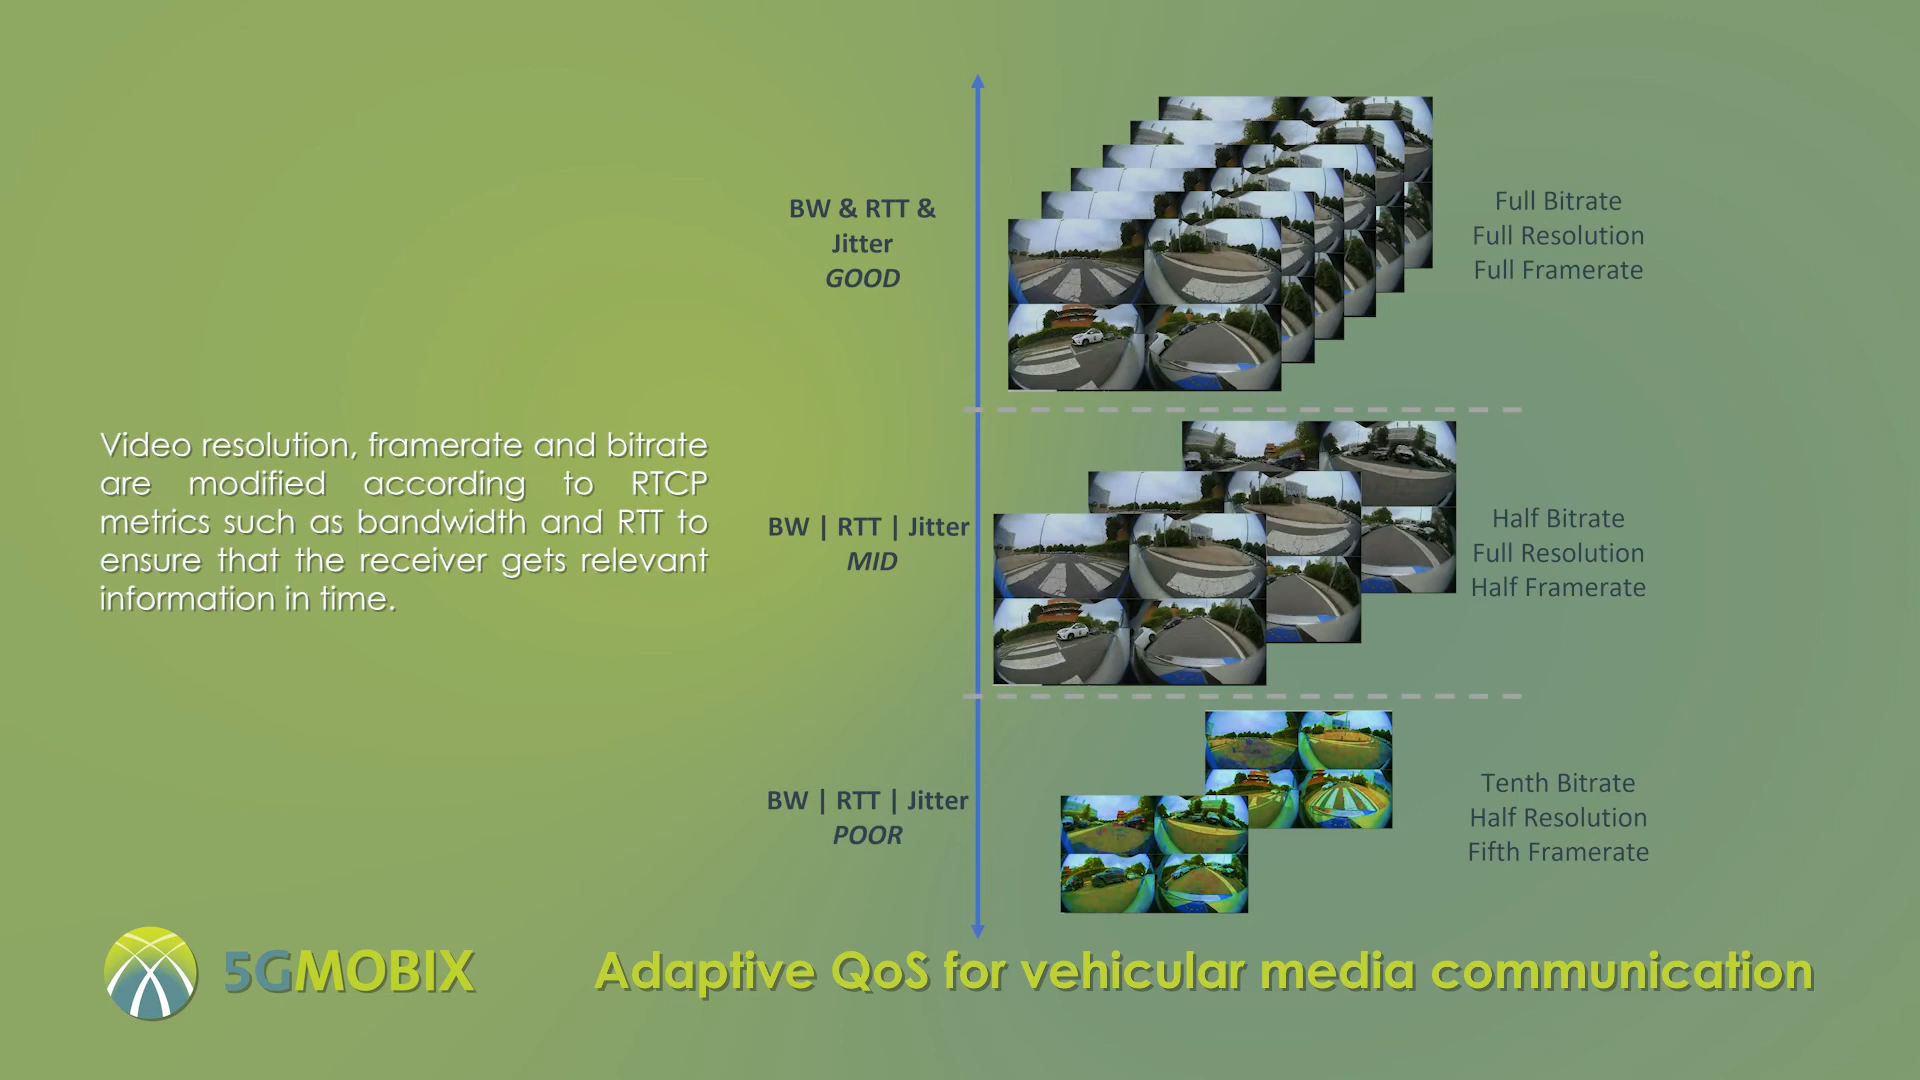 BW & RTT &
Jitter
GOOD
Full Bitrate
Full Resolution
Full Framerate
Video resolution, framerate and bitrate
are modified according to RTCP
metrics such as bandwidth and RTT to
ensure that the receiver gets relevant
information in time.
BW | RTT | Jitter
MID
Half Bitrate
Full Resolution
Half Framerate
BW | RTT | Jitter
POOR
Tenth Bitrate
Half Resolution
Fifth Framerate
5GMOBIX
Adaptive QoS for vehicular media communication